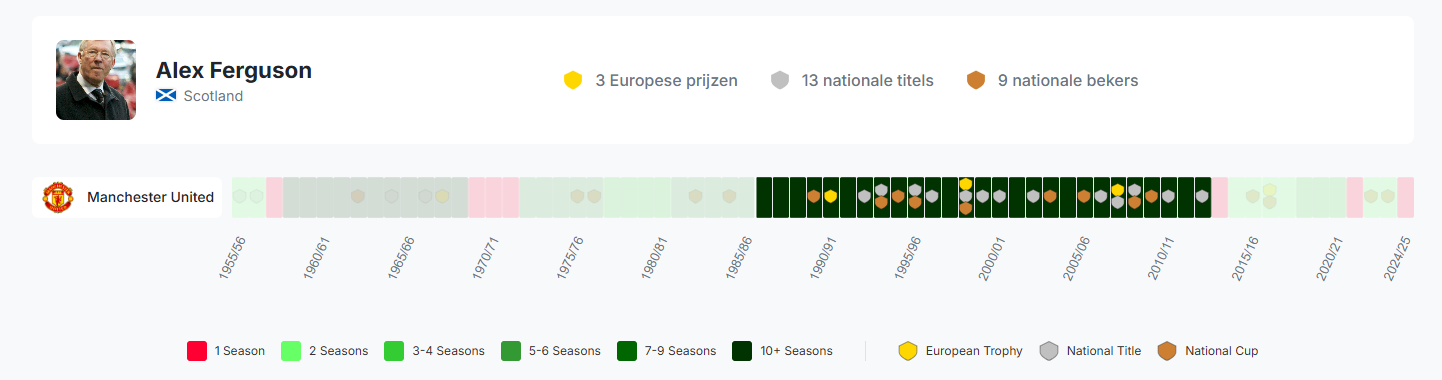 Alex Ferguson
Scotland
3 Europese prijzen
13 nationale titels
9 nationale bekers
Manchester United
1955/56
1960/61
1965/66
1970/71
1975/76
1980/81
1985/86
1990/91
1995/96
2000/01
2005/06
2010/11
2015/16
2020/21
2024/25
1 Season
2 Seasons
3-4 Seasons
5-6 Seasons
7-9 Seasons
10+ Seasons
European Trophy
National Title
National Cup